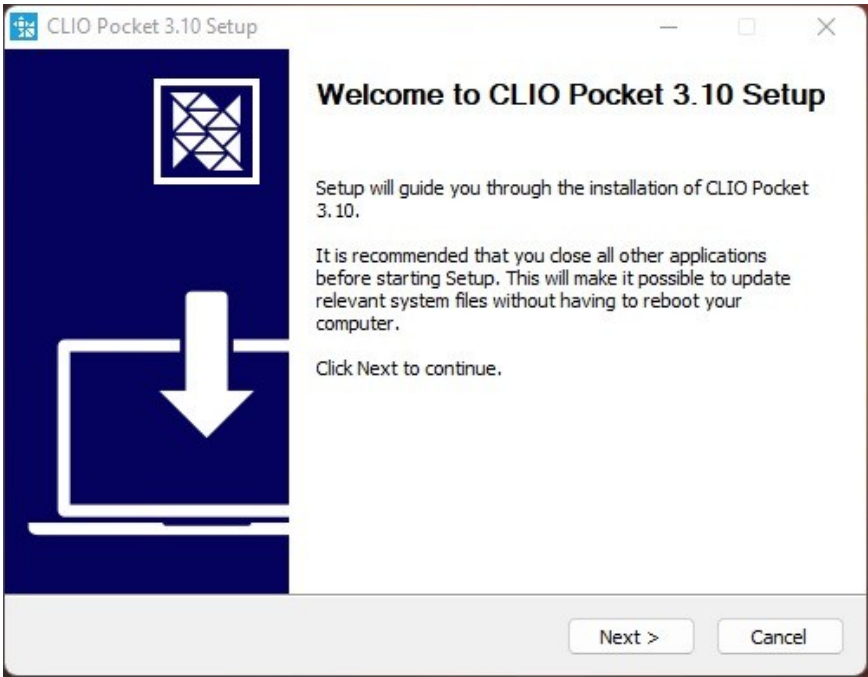 CLIO Pocket 3.10 Setup
Welcome to CLIO Pocket 3.10 Setup
Setup will guide you through the installation of CLIO Pocket
3.10.
It is recommended that you close all other applications
before starting Setup. This will make it possible to update
relevant system files without having to reboot your
computer.
Click Next to continue.
Next >
Cancel